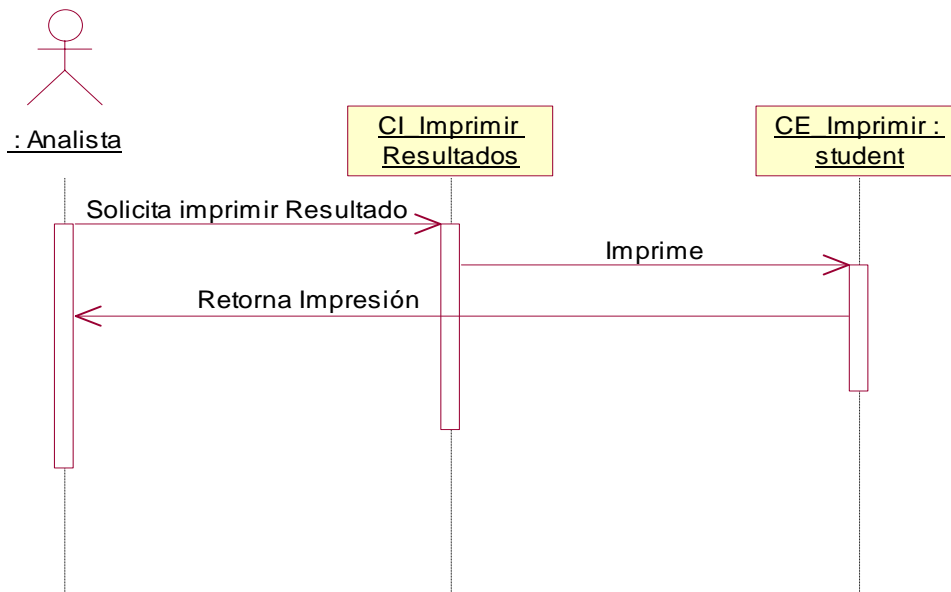 : Analista
CI_Imprimir
Resultados
CE_Imprimir :
student
Solicita imprimir Resultado
Imprime
Retorna Impresión